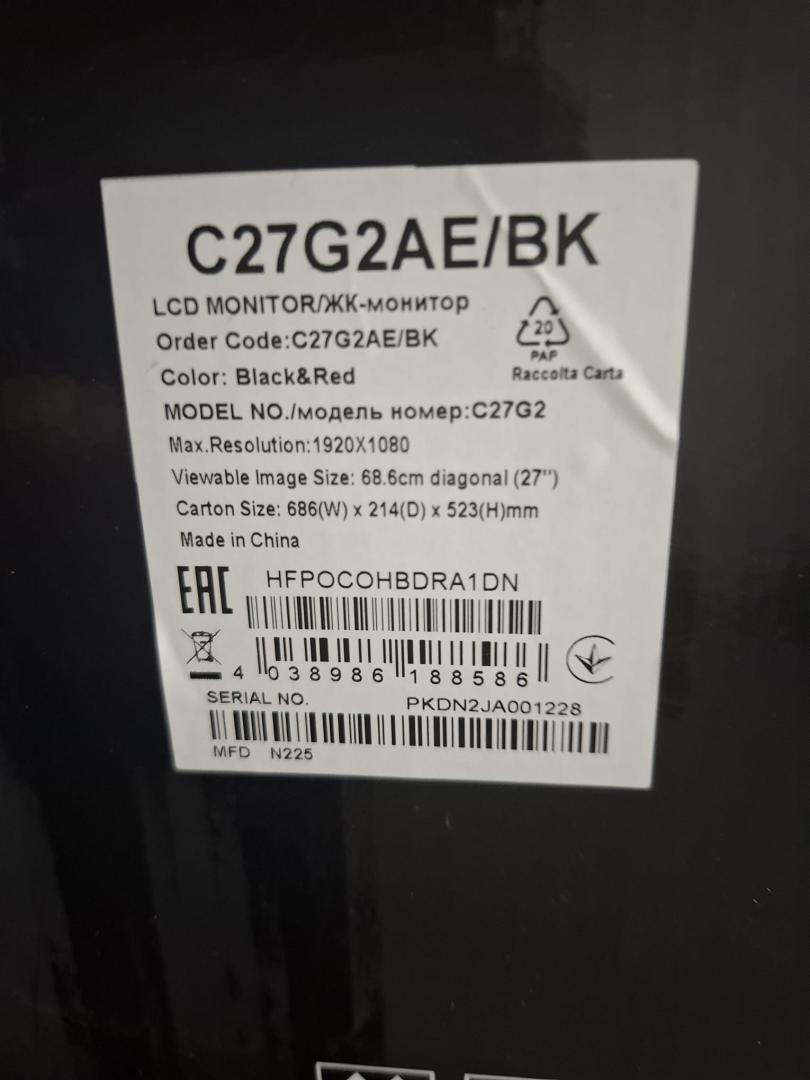 C27G2AE/BK
LCD MONITOR/ЖК-монитор
Order Code:C27G2AE/BK
20
PAP
Raccolta Carta
Color: Black&Red
MODEL NO./модель номер:C27G2
Max.Resolution:1920X1080
Viewable Image Size: 68.6cm diagonal (27'')
Carton Size: 686(W) x 214(D) x 523(H)mm
Made in China
EAC HFPOCOHBDRA1DN
4 038986 188586
SERIAL NO. PKDN2JA001228
MFD N225